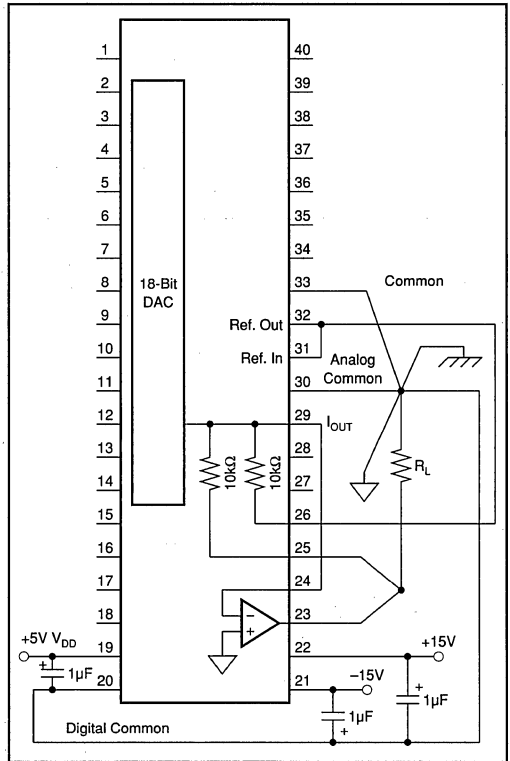 1
2
3
4
5
6
7
8
9
10
11
12
13
14
15
16
17
18
19
20
18-Bit
DAC
40
39
38
37
36
35
34
33
32
31
30
29
28
27
26
25
24
23
22
21
Common
Ref. Out
Ref. In
Analog
Common
IOUT
10kΩ
10kΩ
RL
−
+
+5V VDD
+
1µF
+15V
−15V
+
1µF
1µF
+
Digital Common